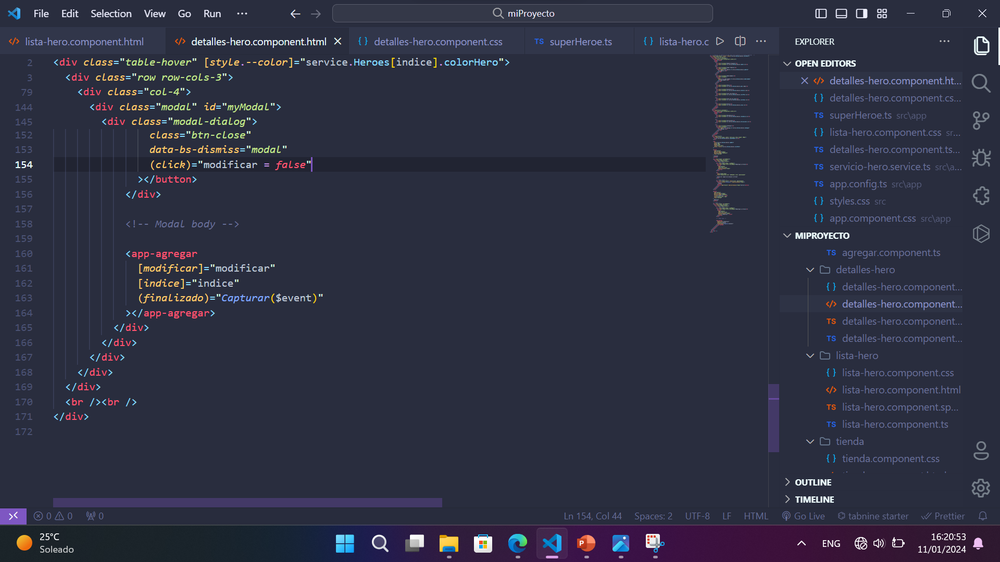 File Edit Selection View Go Run ···
miProyecto
lista-hero.component.html
detalles-hero.component.html
detalles-hero.component.css
TS superHeroe.ts
lista-hero.c
2 <div class="table-hover" [style.--color]="service.Heroes[indice].colorHero">
3 <div class="row row-cols-3">
79 <div class="col-4">
144 <div class="modal" id="myModal">
145 <div class="modal-dialog">
152 class="btn-close"
153 data-bs-dismiss="modal"
154 (click)="modificar = false"
155 ></button>
156 </div>
157
158 <!-- Modal body -->
159
160 <app-agregar
161 [modificar]="modificar"
162 [indice]="indice"
163 (finalizado)="Capturar($event)"
164 ></app-agregar>
165 </div>
166 </div>
167 </div>
168 </div>
169 </div>
170 <br /><br />
171 </div>
172
EXPLORER
OPEN EDITORS
detalles-hero.component.ht...
detalles-hero.component.cs...
TS superHeroe.ts src\app
lista-hero.component.css sr...
TS detalles-hero.component.ts...
TS servicio-hero.service.ts src\a...
TS app.config.ts src\app
styles.css src
app.component.css src\app
MIPROYECTO
TS agregar.component.ts
detalles-hero
detalles-hero.component...
detalles-hero.component...
TS detalles-hero.component...
TS detalles-hero.component...
lista-hero
lista-hero.component.css
lista-hero.component.html
TS lista-hero.component.sp...
TS lista-hero.component.ts
tienda
tienda.component.css
OUTLINE
TIMELINE
0 0 0
Ln 154, Col 44 Spaces: 2 UTF-8 LF HTML Go Live tabnine starter Prettier
25°C
Soleado
ENG
16:20:53
11/01/2024